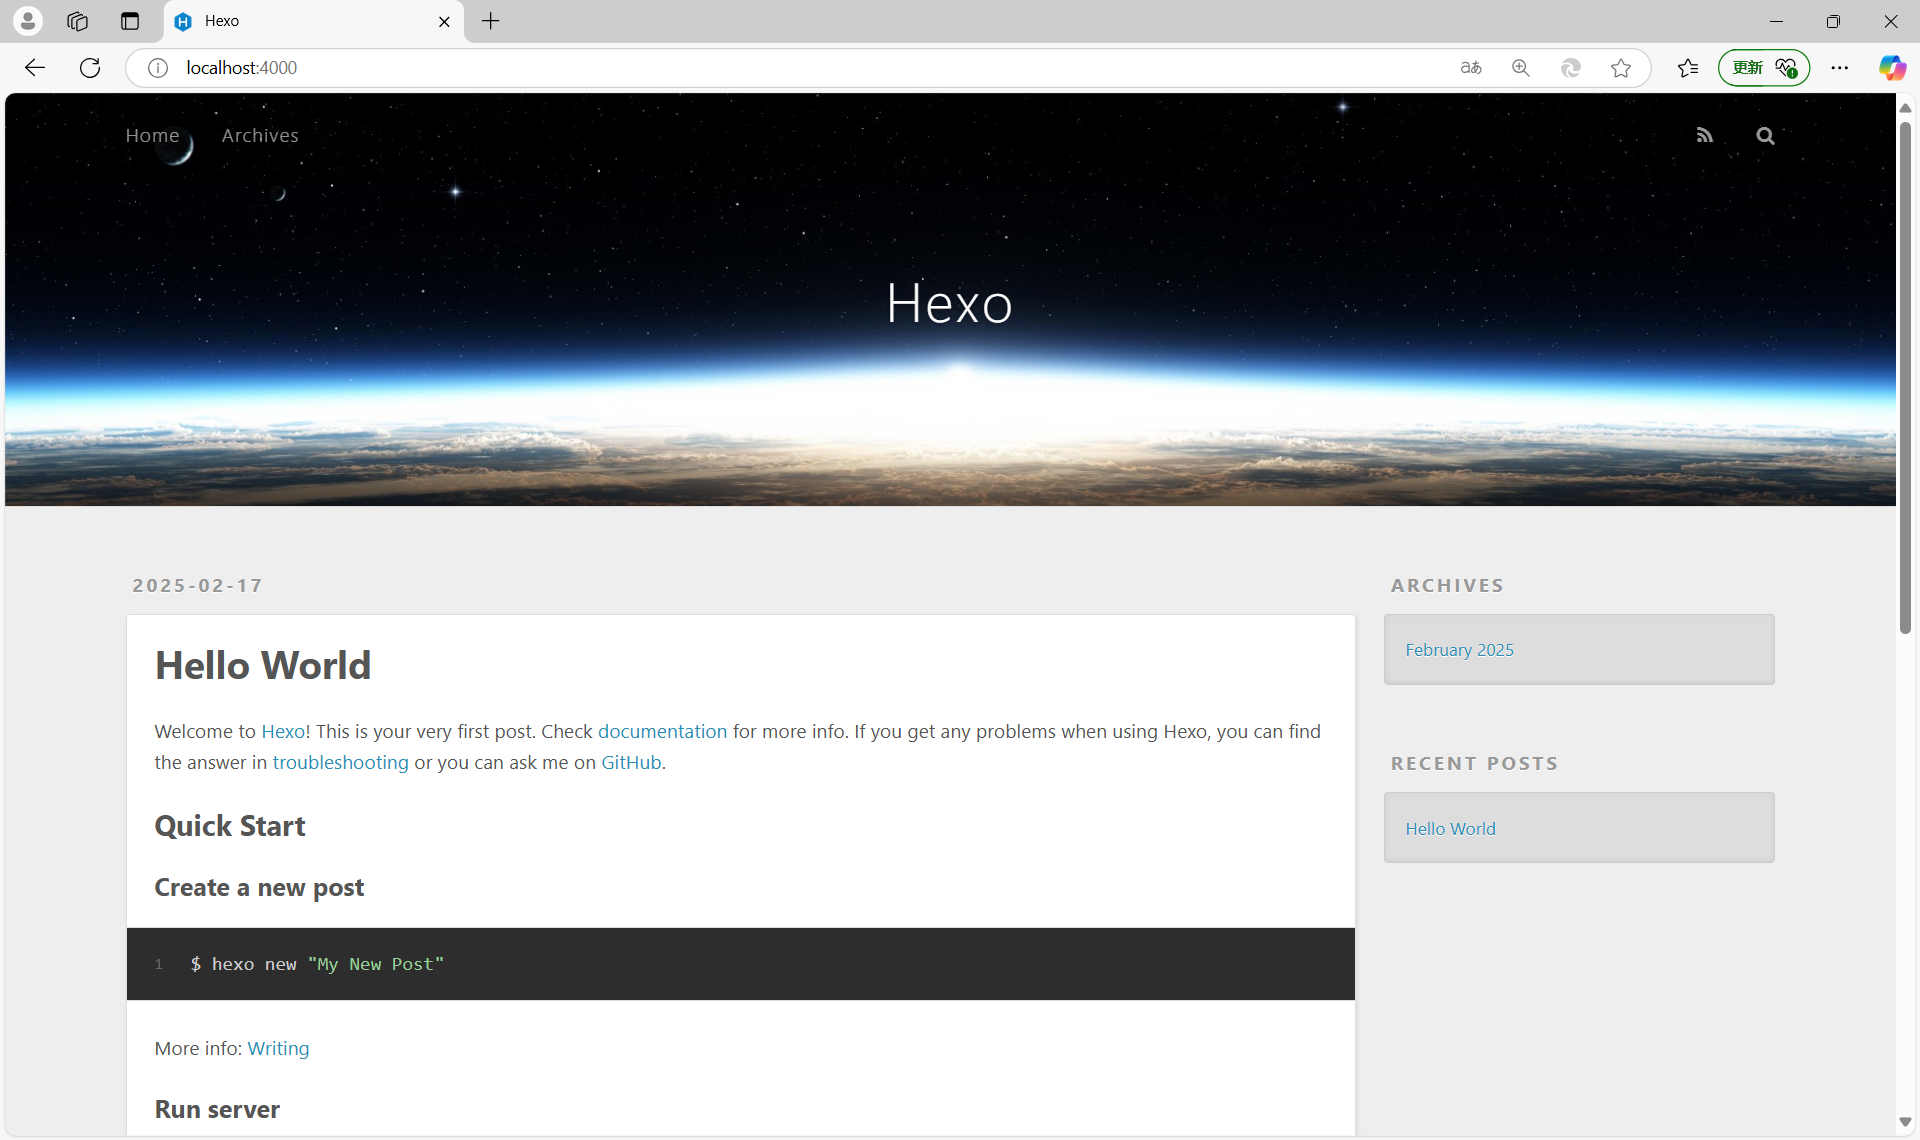 Hexo
localhost:4000
aあ
更新
Home
Archives
Hexo
2025-02-17
Hello World
Welcome to Hexo! This is your very first post. Check documentation for more info. If you get any problems when using Hexo, you can find
the answer in troubleshooting or you can ask me on GitHub.
Quick Start
Create a new post
1 $ hexo new "My New Post"
More info: Writing
Run server
ARCHIVES
February 2025
RECENT POSTS
Hello World